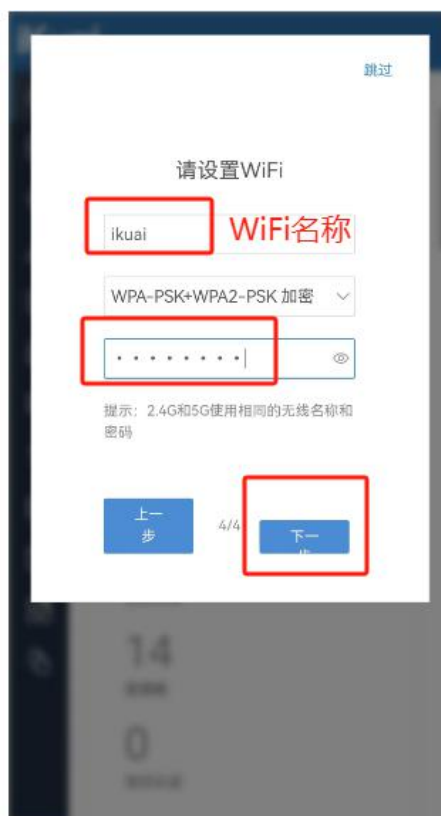 跳过
请设置WiFi
ikuai
WiFi名称
WPA-PSK+WPA2-PSK 加密
••••••••
提示：2.4G和5G使用相同的无线名称和
密码
上一
步
4/4
下一
步
14
0